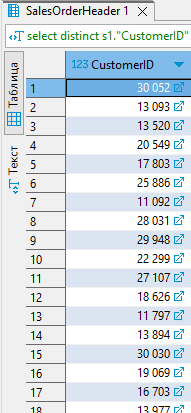 SalesOrderHeader 1
select distinct s1."CustomerID"
Таблица
Текст
123 CustomerID
1 30 052
2 13 093
3 13 520
4 20 549
5 17 803
6 25 886
7 11 092
8 28 031
9 29 948
10 22 299
11 27 107
12 18 626
13 11 797
14 13 894
15 30 030
16 19 069
17 16 703
18 13 977